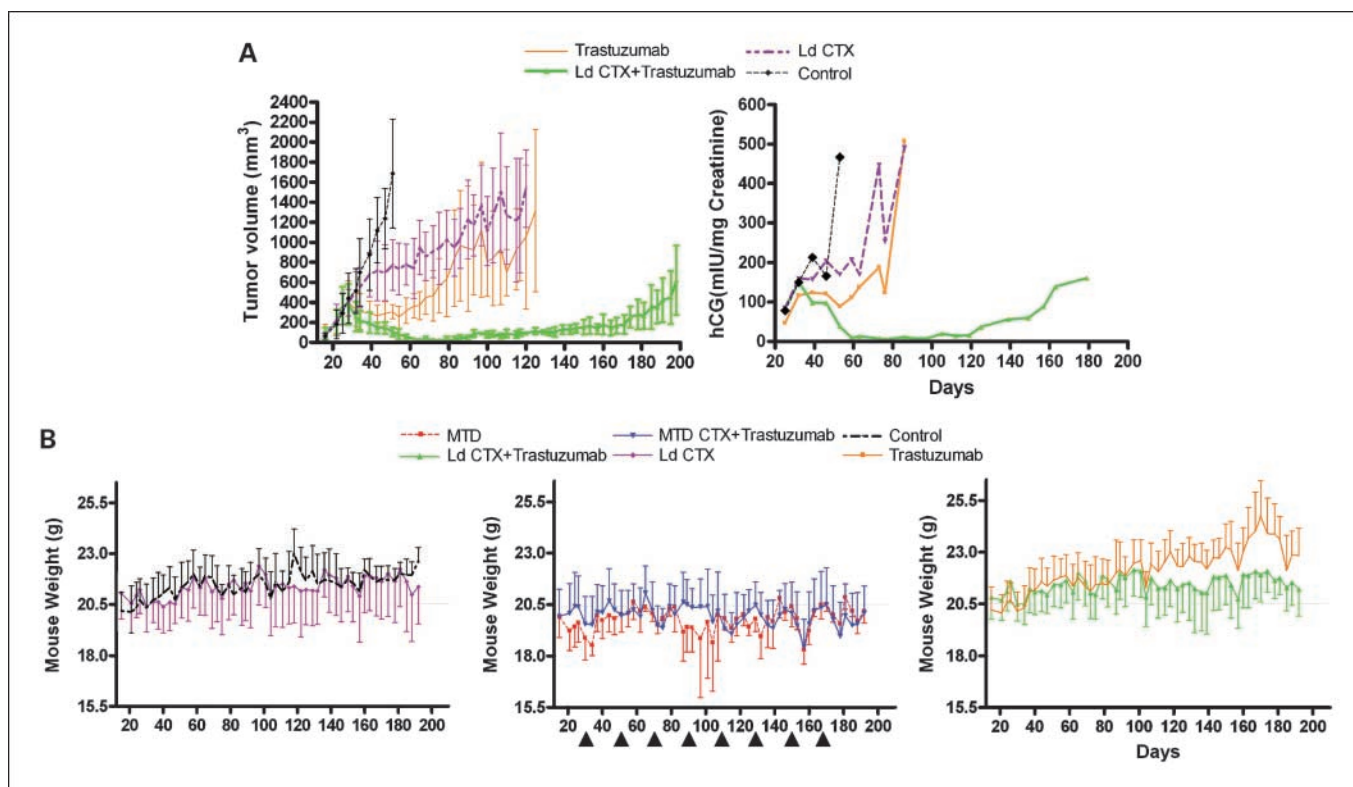 A
Trastuzumab
Ld CTX
Ld CTX+Trastuzumab
Control
Tumor volume (mm³)
2400
2200
2000
1800
1600
1400
1200
1000
800
600
400
200
0
20 40 60 80 100 120 140 160 180 200
hCG(mIU/mg Creatinine)
600
500
400
300
200
100
0
20 40 60 80 100 120 140 160 180 200
Days
B
MTD
MTD CTX+Trastuzumab
Control
Ld CTX+Trastuzumab
Ld CTX
Trastuzumab
Mouse Weight (g)
25.5
23.0
20.5
18.0
15.5
20 40 60 80 100 120 140 160 180 200
Mouse Weight (g)
25.5
23.0
20.5
18.0
15.5
20 40 60 80 100 120 140 160 180 200
Mouse Weight (g)
25.5
23.0
20.5
18.0
15.5
20 40 60 80 100 120 140 160 180 200
Days